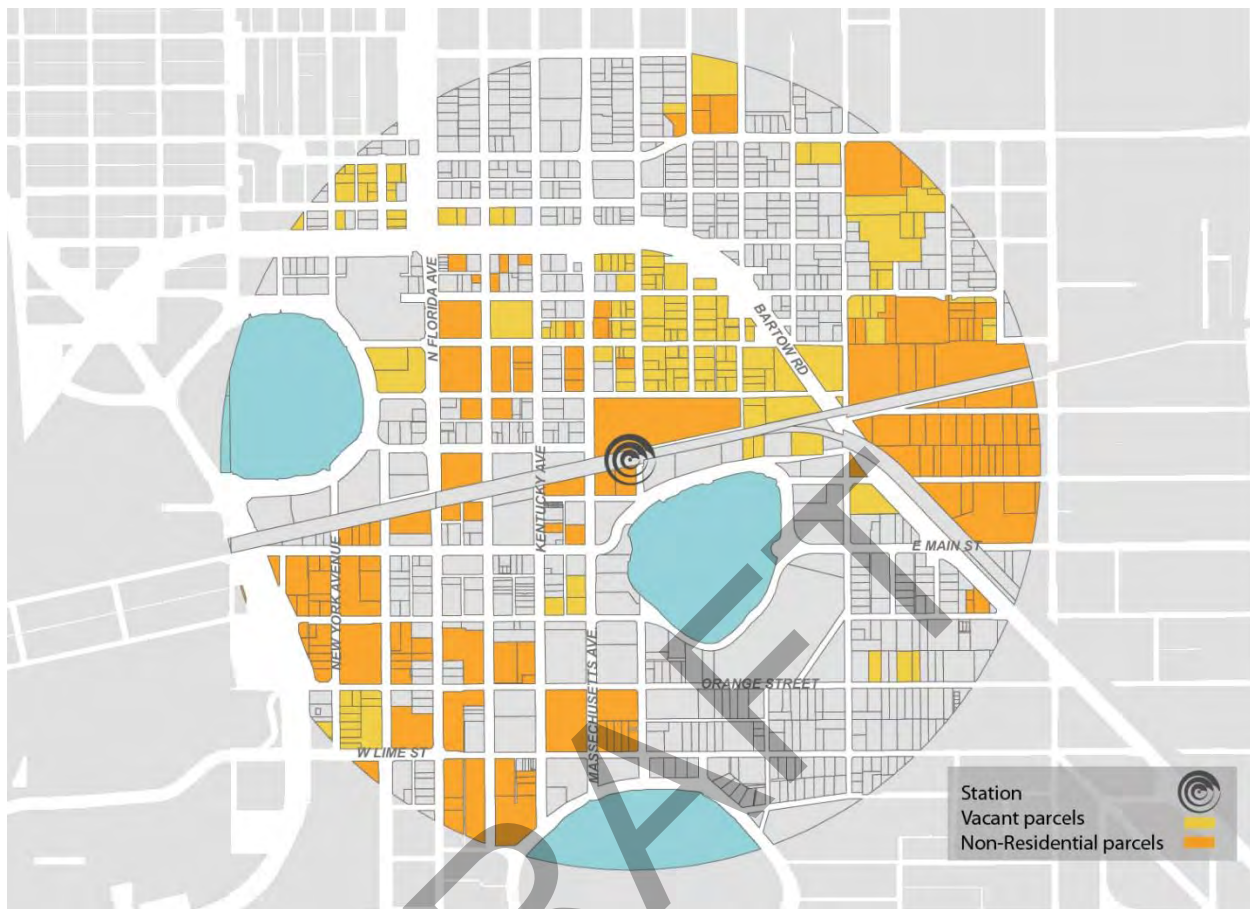 N FLORIDA AVE
BARTOW RD
KENTUCKY AVE
E MAIN ST
NEW YORK AVENUE
MASSECHUSETTS AVE
ORANGE STREET
W LIME ST
Station
Vacant parcels
Non-Residential parcels
DRAFT